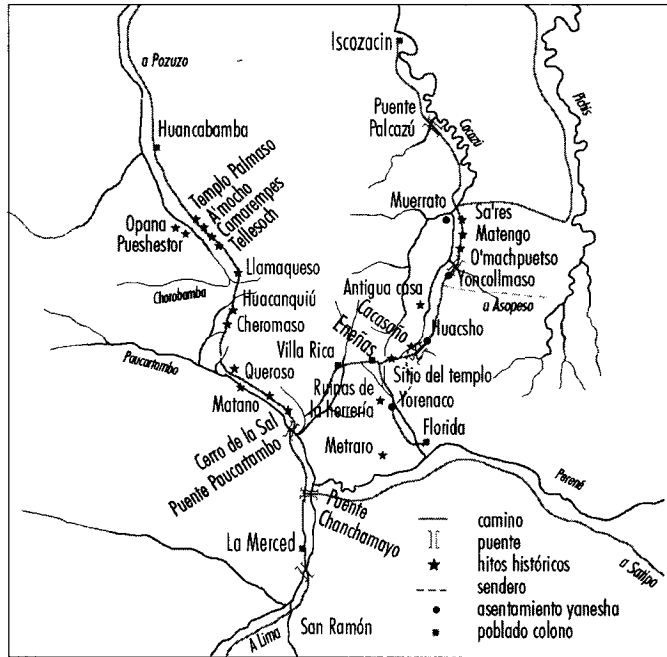 Iscozacin
a Pozuzo
Pichis
Puente
Palcazú
Cacazú
Huancabamba
Templo Palmaso
A'mocho
Camarempes
Tellesoch
Muerrato
Sa'res
Opana
Pueshestor
Matengo
O'machpuetso
Yoncollmaso
Llamaqueso
Chorobamba
Antigua casa
a Asopeso
Huacanquiú
Cacasaño
Cheromaso
Eneñas
Huacsho
Paucartambo
Villa Rica
Sitio del templo
Queroso
Ruinas de
la herrería
Yorenaco
Matano
Florida
Cerro de la Sal
Metraro
Puente Paucartambo
Perené
Puente
Chanchamayo
camino
puente
a Satipo
La Merced
hitos históricos
sendero
asentamiento yanesha
San Ramón
poblado colono
A Lima